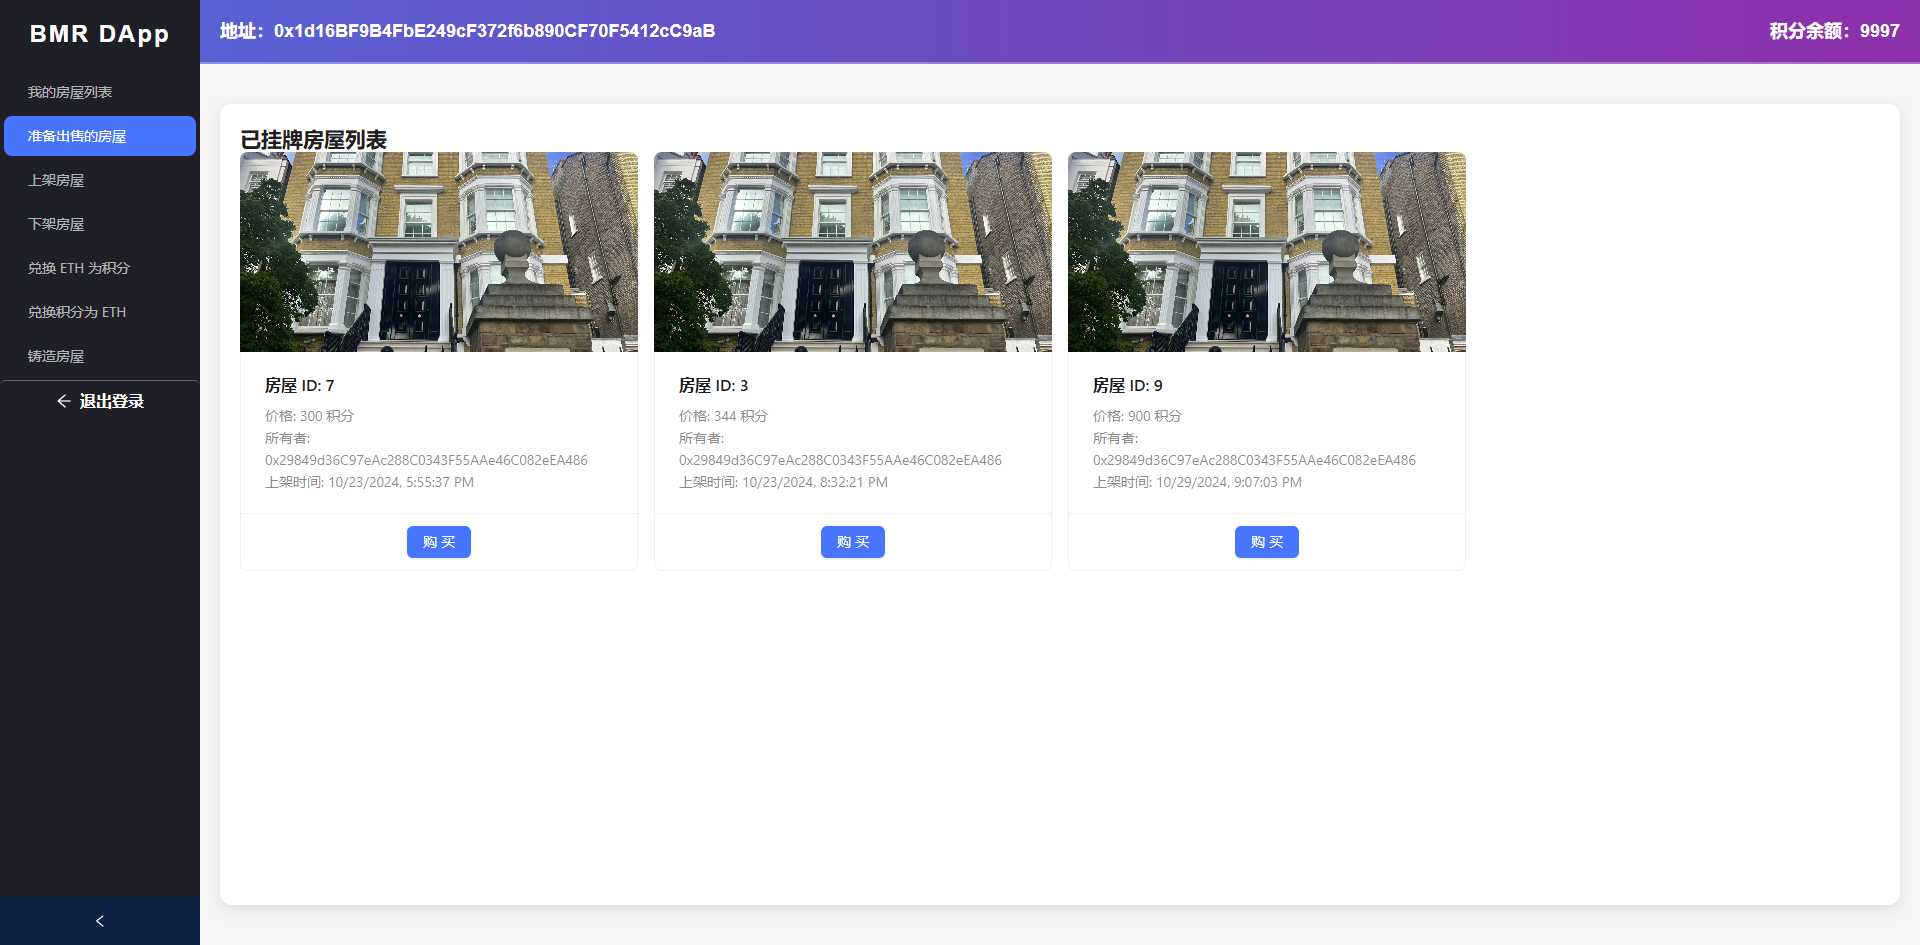 BMR DApp
地址：0x1d16BF9B4FbE249cF372f6b890CF70F5412cC9aB
积分余额：9997
我的房屋列表
准备出售的房屋
上架房屋
下架房屋
兑换 ETH 为积分
兑换积分为 ETH
铸造房屋
退出登录
已挂牌房屋列表
房屋 ID: 7
价格: 300 积分
所有者:
0x29849d36C97eAc288C0343F55AAe46C082eEA486
上架时间: 10/23/2024, 5:55:37 PM
购 买
房屋 ID: 3
价格: 344 积分
所有者:
0x29849d36C97eAc288C0343F55AAe46C082eEA486
上架时间: 10/23/2024, 8:32:21 PM
购 买
房屋 ID: 9
价格: 900 积分
所有者:
0x29849d36C97eAc288C0343F55AAe46C082eEA486
上架时间: 10/29/2024, 9:07:03 PM
购 买